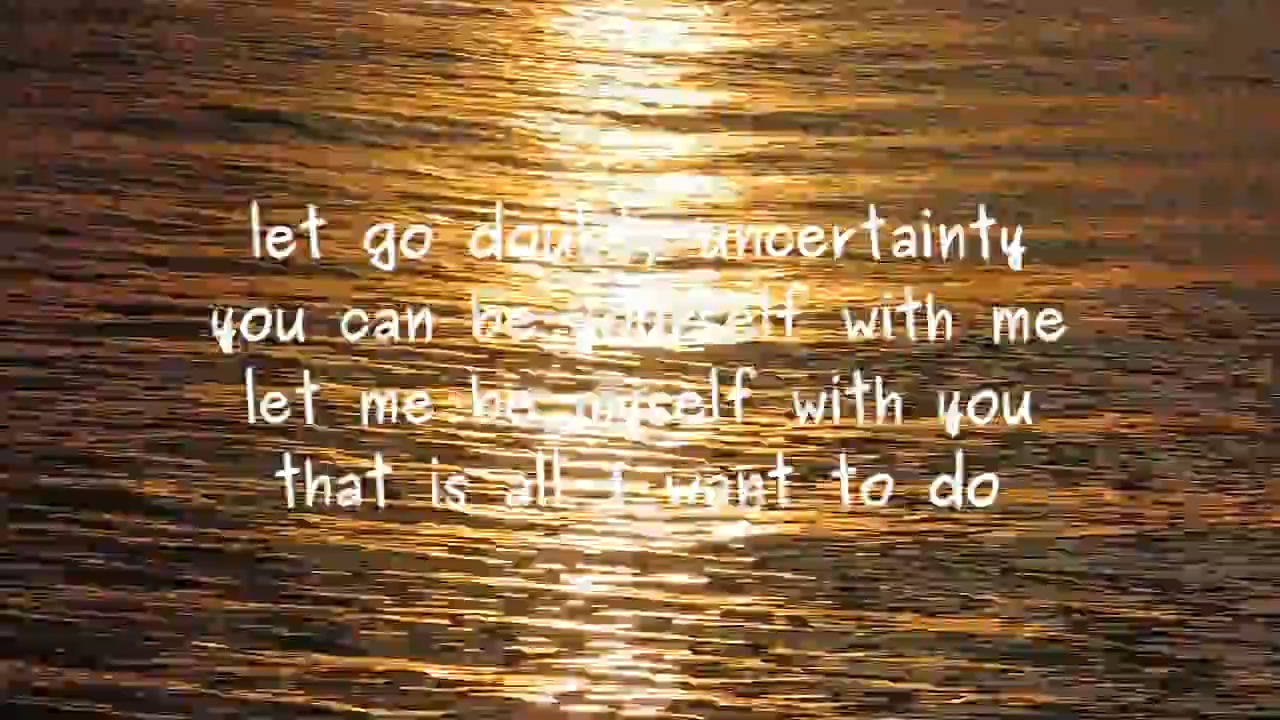 let go doubt, uncertainty
you can be yourself with me
let me be myself with you
that is all i want to do